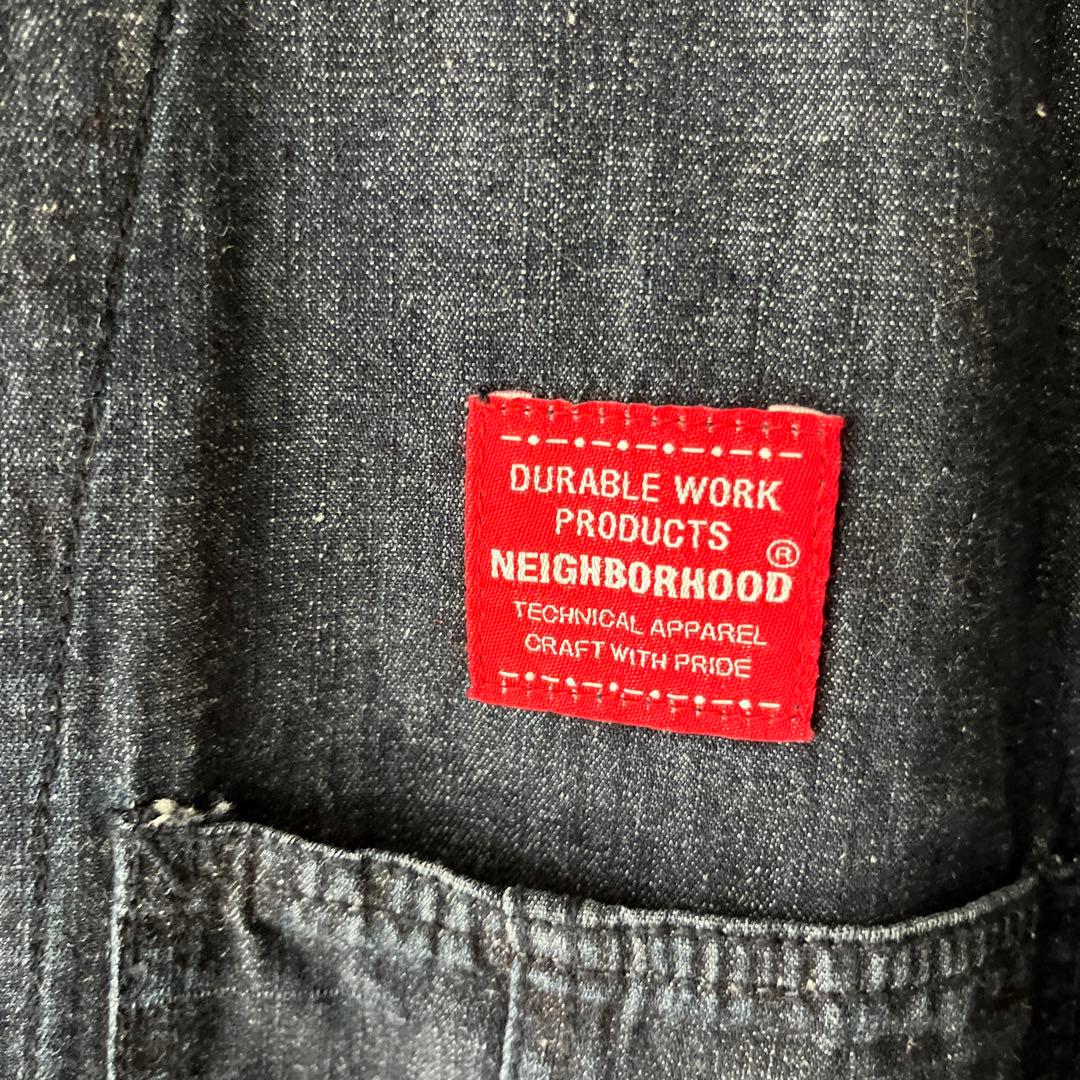 DURABLE WORK
PRODUCTS
NEIGHBORHOOD®
TECHNICAL APPAREL
CRAFT WITH PRIDE